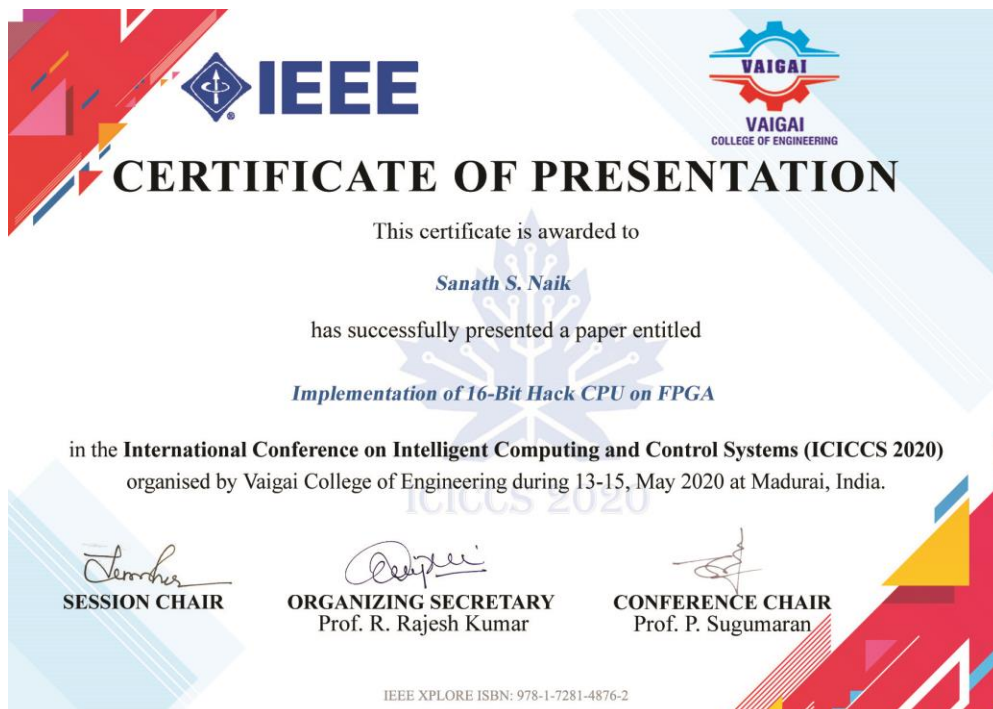 IEEE
VAIGAI
VAIGAI
COLLEGE OF ENGINEERING
CERTIFICATE OF PRESENTATION
This certificate is awarded to
Sanath S. Naik
has successfully presented a paper entitled
Implementation of 16-Bit Hack CPU on FPGA
in the International Conference on Intelligent Computing and Control Systems (ICICCS 2020)
organised by Vaigai College of Engineering during 13-15, May 2020 at Madurai, India.
ICICCS 2020
SESSION CHAIR
ORGANIZING SECRETARY
Prof. R. Rajesh Kumar
CONFERENCE CHAIR
Prof. P. Sugumaran
IEEE XPLORE ISBN: 978-1-7281-4876-2